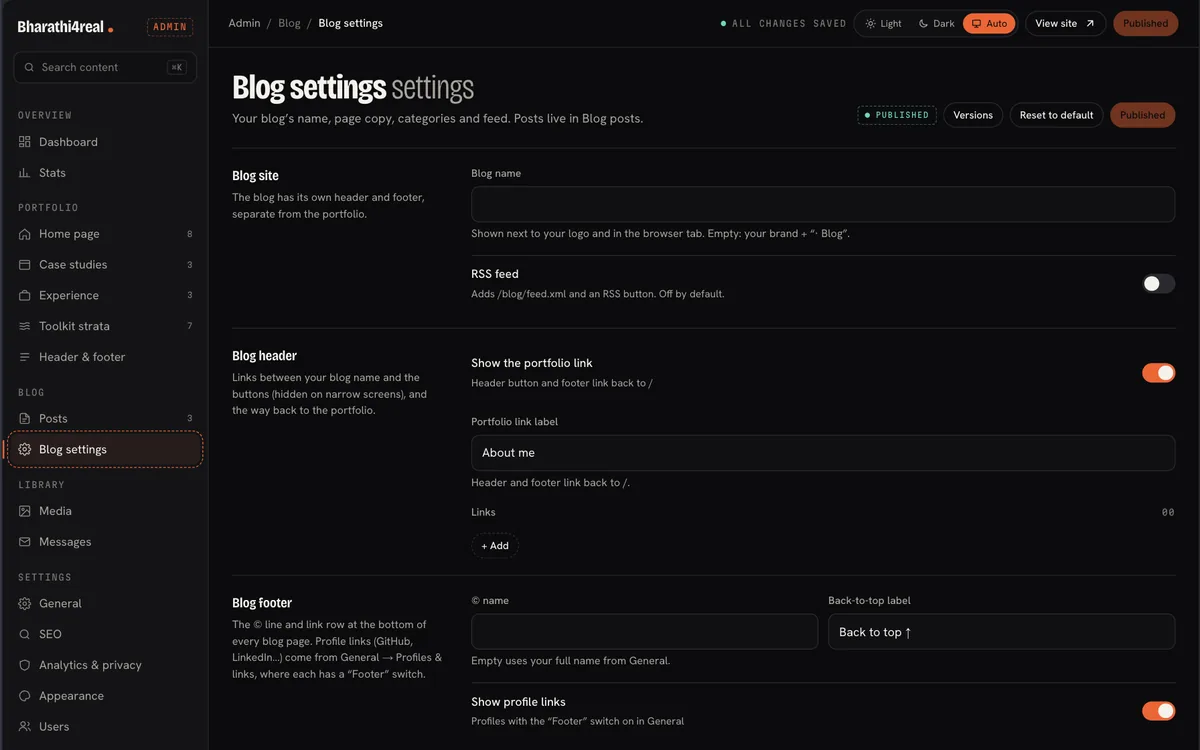 Bharathi4real
ADMIN
Search content
⌘K
OVERVIEW
Dashboard
Stats
PORTFOLIO
Home page 8
Case studies 3
Experience 3
Toolkit strata 7
Header & footer
BLOG
Posts 3
Blog settings
LIBRARY
Media
Messages
SETTINGS
General
SEO
Analytics & privacy
Appearance
Users
Admin / Blog / Blog settings
ALL CHANGES SAVED
Light
Dark
Auto
View site ↗
Published
Blog settings settings
Your blog’s name, page copy, categories and feed. Posts live in Blog posts.
PUBLISHED
Versions
Reset to default
Published
Blog site
The blog has its own header and footer,
separate from the portfolio.
Blog name
Shown next to your logo and in the browser tab. Empty: your brand + “· Blog”.
RSS feed
Adds /blog/feed.xml and an RSS button. Off by default.
Blog header
Links between your blog name and the
buttons (hidden on narrow screens), and
the way back to the portfolio.
Show the portfolio link
Header button and footer link back to /
Portfolio link label
About me
Header and footer link back to /.
Links 00
+ Add
Blog footer
The © line and link row at the bottom of
every blog page. Profile links (GitHub,
LinkedIn…) come from General → Profiles &
links, where each has a “Footer” switch.
© name
Empty uses your full name from General.
Back-to-top label
Back to top ↑
Show profile links
Profiles with the “Footer” switch on in General